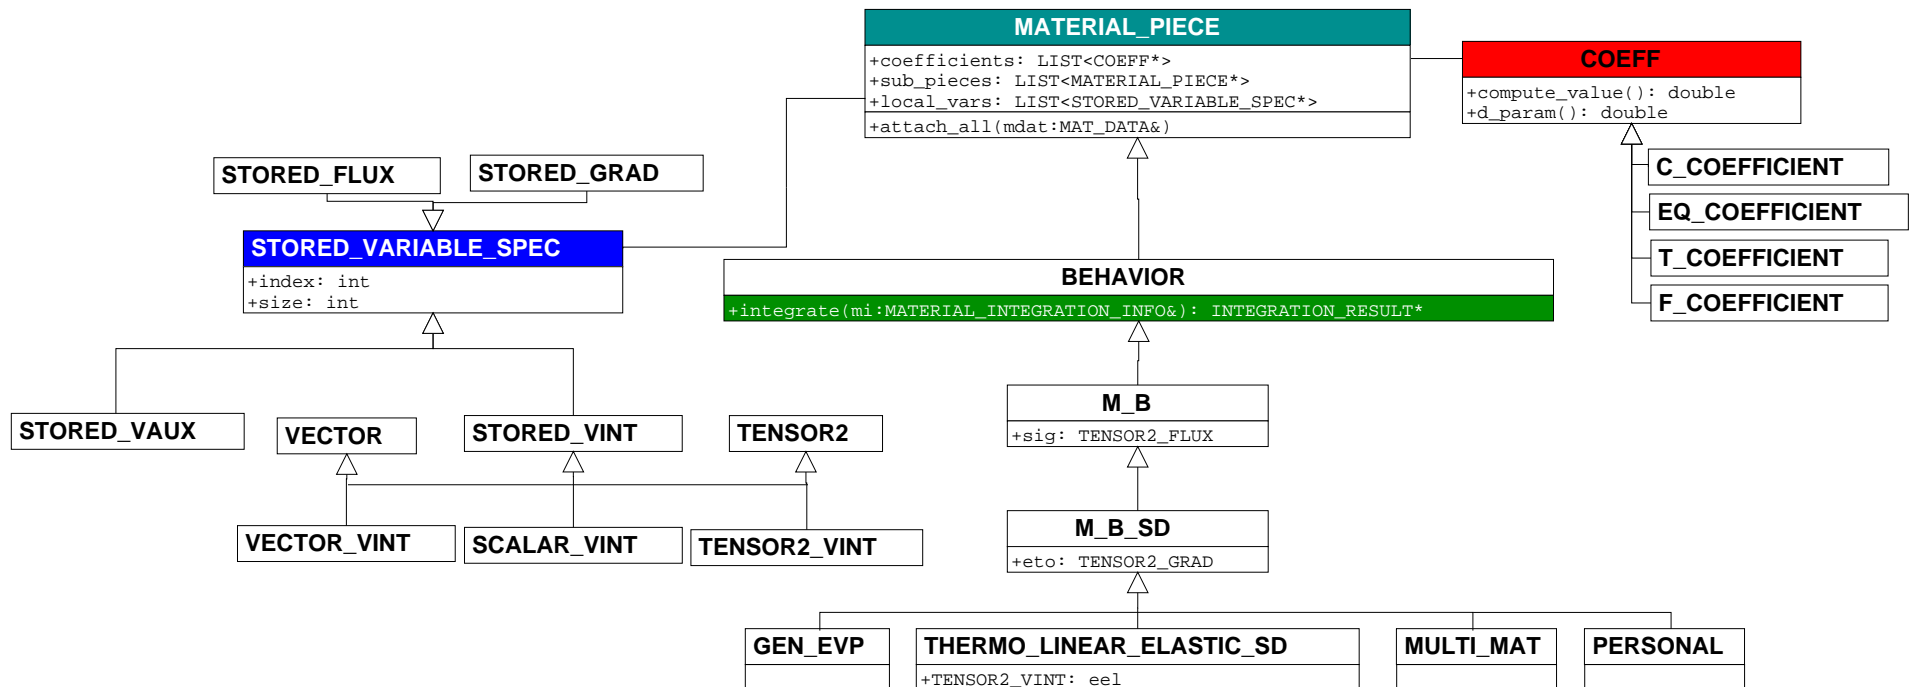 MATERIAL_PIECE
+coefficients: LIST<COEFF*>
+sub_pieces: LIST<MATERIAL_PIECE*>
+local_vars: LIST<STORED_VARIABLE_SPEC*>
+attach_all(mdat:MAT_DATA&)
COEFF
+compute_value(): double
+d_param(): double
C_COEFFICIENT
EQ_COEFFICIENT
T_COEFFICIENT
F_COEFFICIENT
STORED_FLUX
STORED_GRAD
STORED_VARIABLE_SPEC
+index: int
+size: int
BEHAVIOR
+integrate(mi:MATERIAL_INTEGRATION_INFO&): INTEGRATION_RESULT*
STORED_VAUX
VECTOR
STORED_VINT
TENSOR2
VECTOR_VINT
SCALAR_VINT
TENSOR2_VINT
M_B
+sig: TENSOR2_FLUX
M_B_SD
+eto: TENSOR2_GRAD
GEN_EVP
THERMO_LINEAR_ELASTIC_SD
+TENSOR2_VINT: eel
MULTI_MAT
PERSONAL